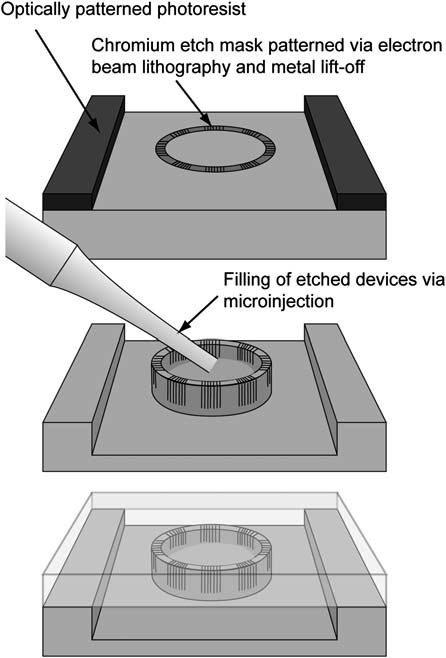 Optically patterned photoresist
Chromium etch mask patterned via electron
beam lithography and metal lift-off
Filling of etched devices via
microinjection